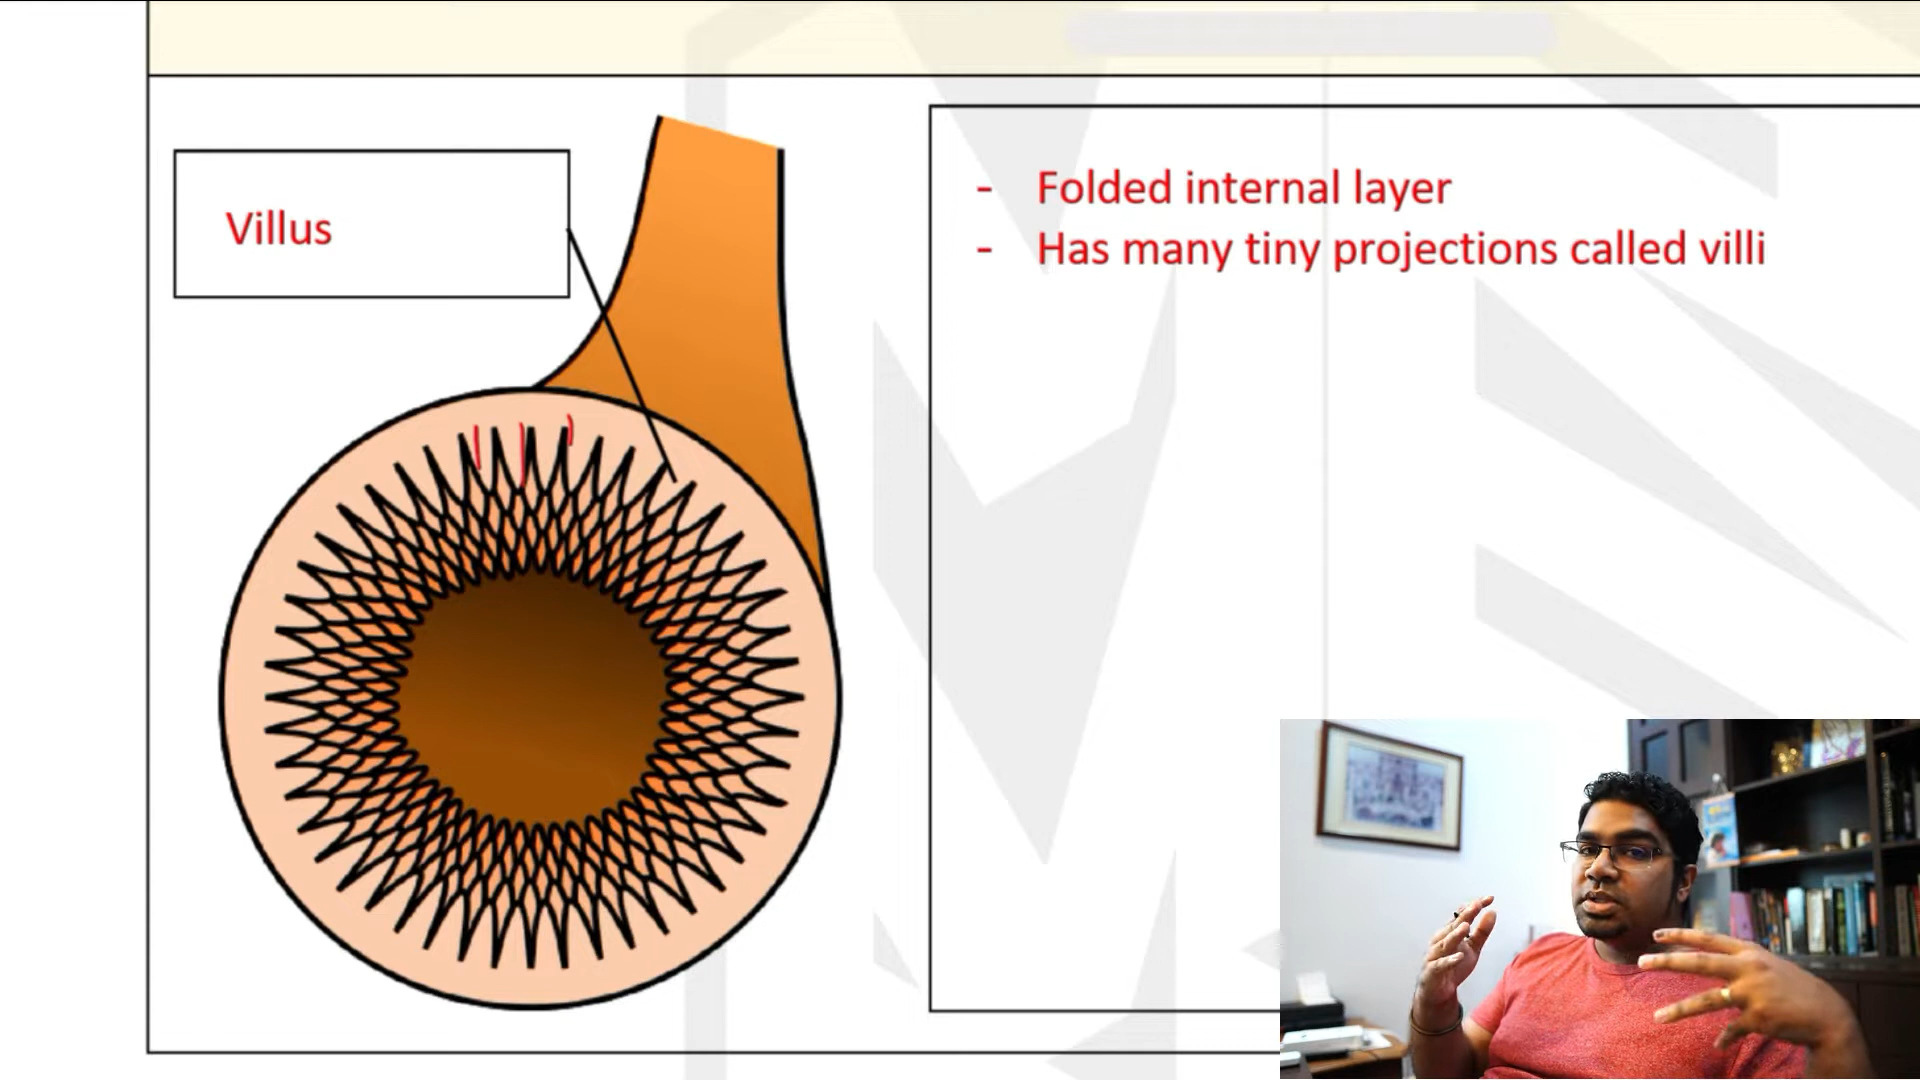 Villus
- Folded internal layer
- Has many tiny projections called villi